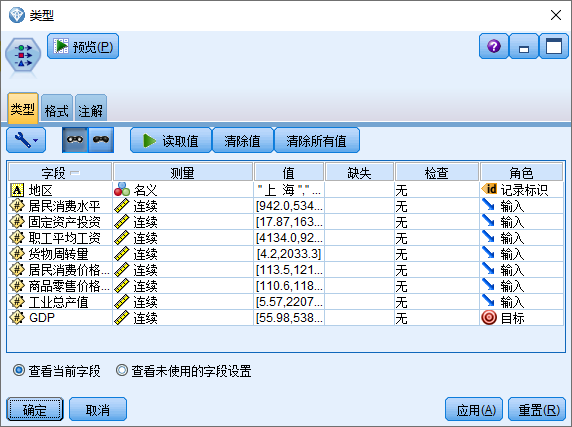 类型
预览(P)
类型 格式 注解
读取值 清除值 清除所有值
字段 测量 值 缺失 检查 角色
地区 名义 "上 海"," ... 无 记录标识
居民消费水平 连续 [942.0,534... 无 输入
固定资产投资 连续 [17.87,163... 无 输入
职工平均工资 连续 [4134.0,92... 无 输入
货物周转量 连续 [4.2,2033.3] 无 输入
居民消费价格... 连续 [113.5,121... 无 输入
商品零售价格... 连续 [110.6,118... 无 输入
工业总产值 连续 [5.57,2207... 无 输入
GDP 连续 [55.98,538... 无 目标
查看当前字段 查看未使用的字段设置
确定 取消 应用(A) 重置(R)